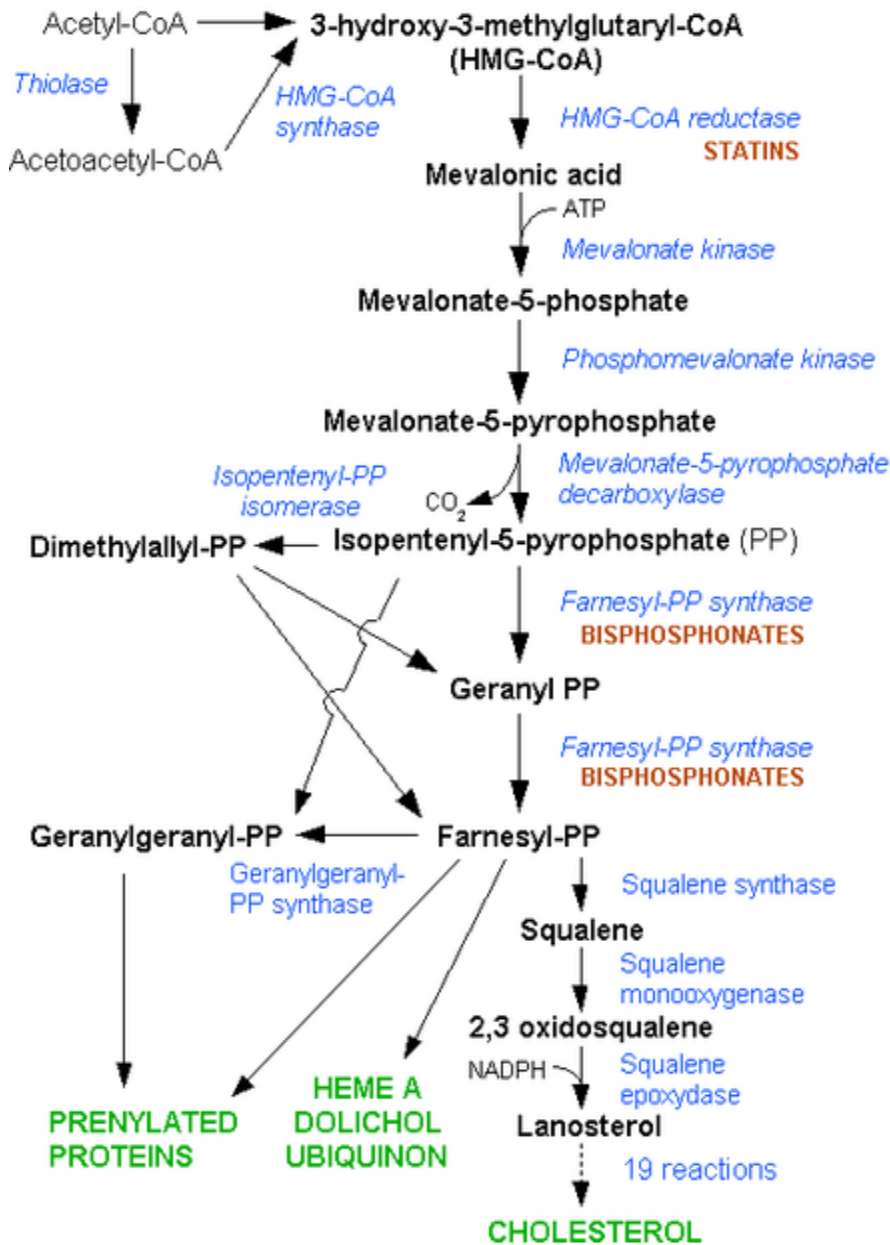 Acetyl-CoA
3-hydroxy-3-methylglutaryl-CoA
(HMG-CoA)
Thiolase
HMG-CoA
synthase
HMG-CoA reductase
STATINS
Acetoacetyl-CoA
Mevalonic acid
ATP
Mevalonate kinase
Mevalonate-5-phosphate
Phosphomevalonate kinase
Mevalonate-5-pyrophosphate
Isopentenyl-PP
isomerase
CO2
Mevalonate-5-pyrophosphate
decarboxylase
Dimethylallyl-PP
Isopentenyl-5-pyrophosphate (PP)
Farnesyl-PP synthase
BISPHOSPHONATES
Geranyl PP
Farnesyl-PP synthase
BISPHOSPHONATES
Geranylgeranyl-PP
Farnesyl-PP
Geranylgeranyl-
PP synthase
Squalene synthase
Squalene
Squalene
monooxygenase
2,3 oxidosqualene
NADPH
Squalene
epoxydase
Lanosterol
PRENYLATED
PROTEINS
HEME A
DOLICHOL
UBIQUINON
19 reactions
CHOLESTEROL